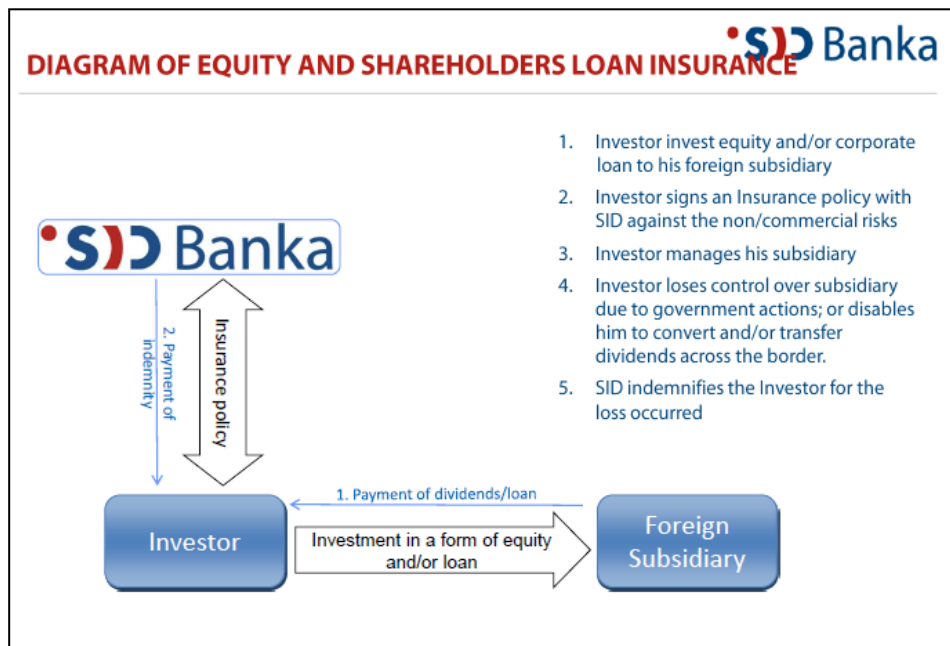 SID Banka
DIAGRAM OF EQUITY AND SHAREHOLDERS LOAN INSURANCE
1. Investor invest equity and/or corporate
loan to his foreign subsidiary
2. Investor signs an Insurance policy with
SID against the non/commercial risks
3. Investor manages his subsidiary
4. Investor loses control over subsidiary
due to government actions; or disables
him to convert and/or transfer
dividends across the border.
5. SID indemnifies the Investor for the
loss occurred
SID Banka
2. Payment of
indemnity
Insurance policy
1. Payment of dividends/loan
Investor
Investment in a form of equity
and/or loan
Foreign
Subsidiary